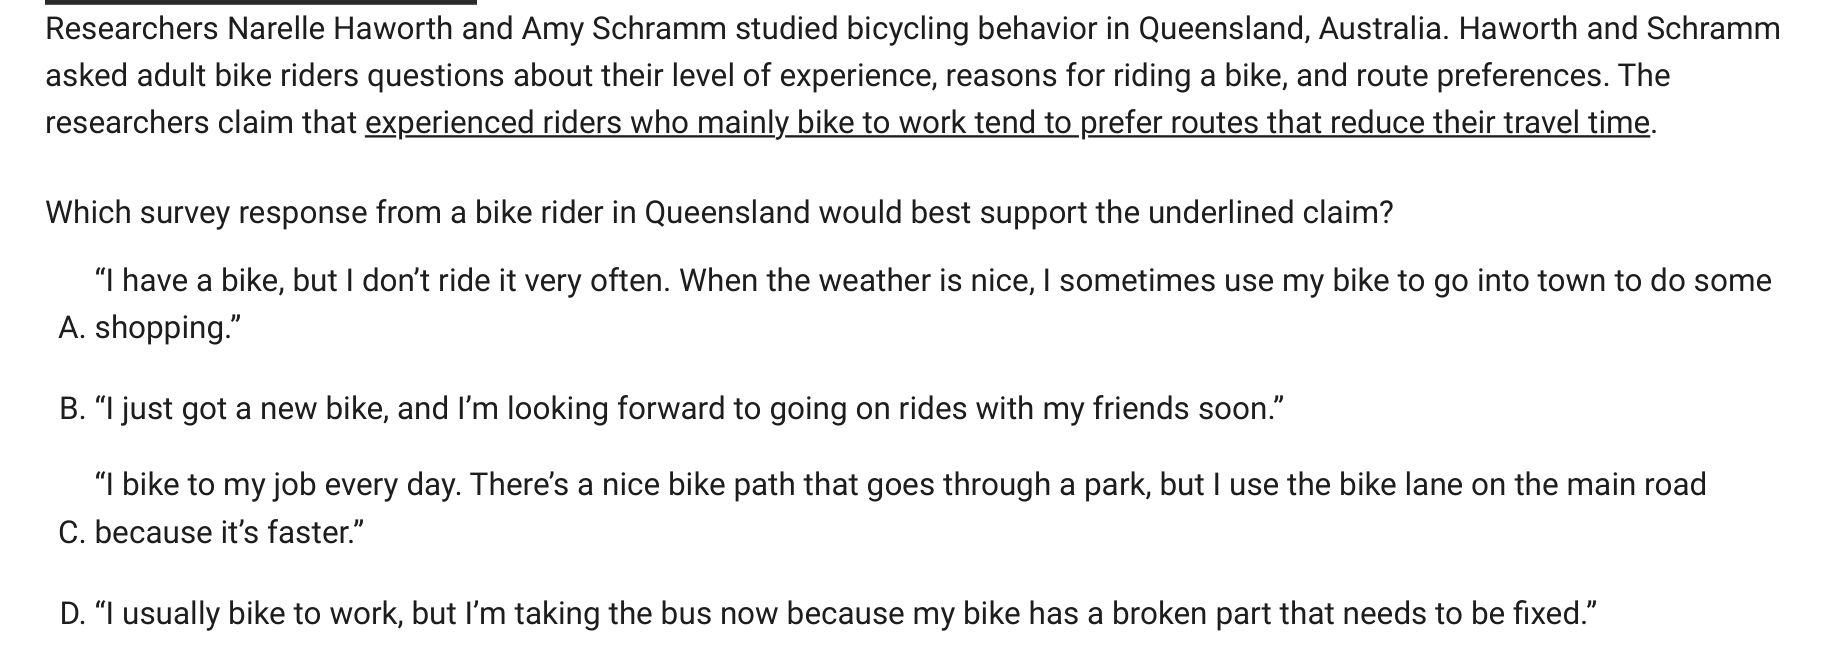 Researchers Narelle Haworth and Amy Schramm studied bicycling behavior in Queensland, Australia. Haworth and Schramm
asked adult bike riders questions about their level of experience, reasons for riding a bike, and route preferences. The
researchers claim that experienced riders who mainly bike to work tend to prefer routes that reduce their travel time.
Which survey response from a bike rider in Queensland would best support the underlined claim?
“I have a bike, but I don’t ride it very often. When the weather is nice, I sometimes use my bike to go into town to do some
A. shopping.”
B. “I just got a new bike, and I’m looking forward to going on rides with my friends soon.”
“I bike to my job every day. There’s a nice bike path that goes through a park, but I use the bike lane on the main road
C. because it’s faster.”
D. “I usually bike to work, but I’m taking the bus now because my bike has a broken part that needs to be fixed.”